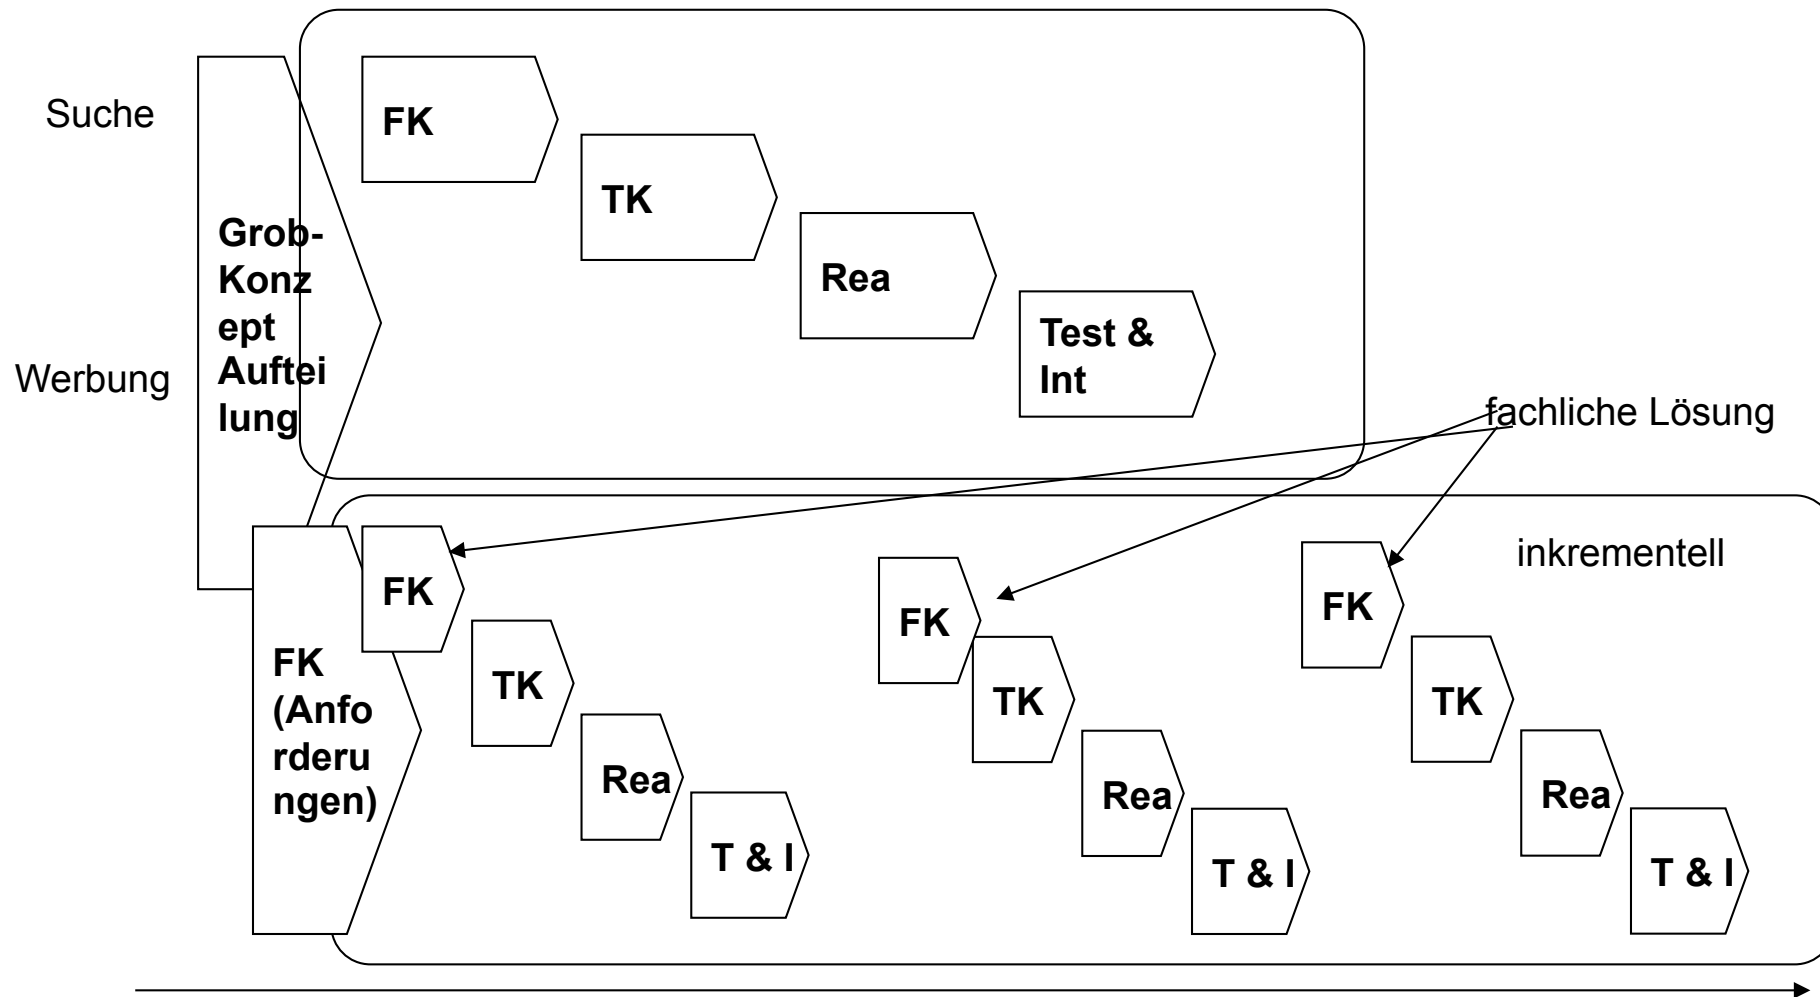 Suche
Werbung
Grob-
Konz
ept
Auftei
lung
FK
TK
Rea
Test &
Int
fachliche Lösung
inkrementell
FK
(Anfo
rderu
ngen)
FK
TK
Rea
T & I
FK
TK
Rea
T & I
FK
TK
Rea
T & I